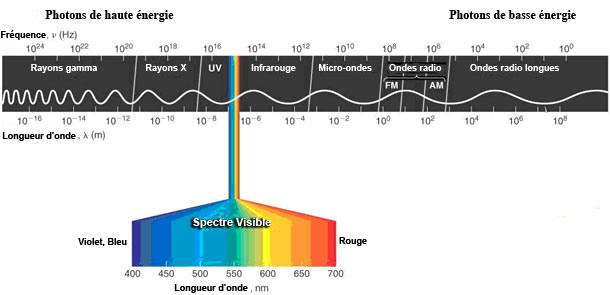 Photons de haute énergie Photons de basse énergie
Fréquence, ν (Hz)
10²⁴ 10²² 10²⁰ 10¹⁸ 10¹⁶ 10¹⁴ 10¹² 10¹⁰ 10⁸ 10⁶ 10⁴ 10² 10⁰
Rayons gamma Rayons X UV Infrarouge Micro-ondes Ondes radio Ondes radio longues
FM AM
10⁻¹⁶ 10⁻¹⁴ 10⁻¹² 10⁻¹⁰ 10⁻⁸ 10⁻⁶ 10⁻⁴ 10⁻² 10⁰ 10² 10⁴ 10⁶ 10⁸
Longueur d'onde , λ (m)
Spectre Visible
Violet, Bleu Rouge
400 450 500 550 600 650 700
Longueur d'onde , nm